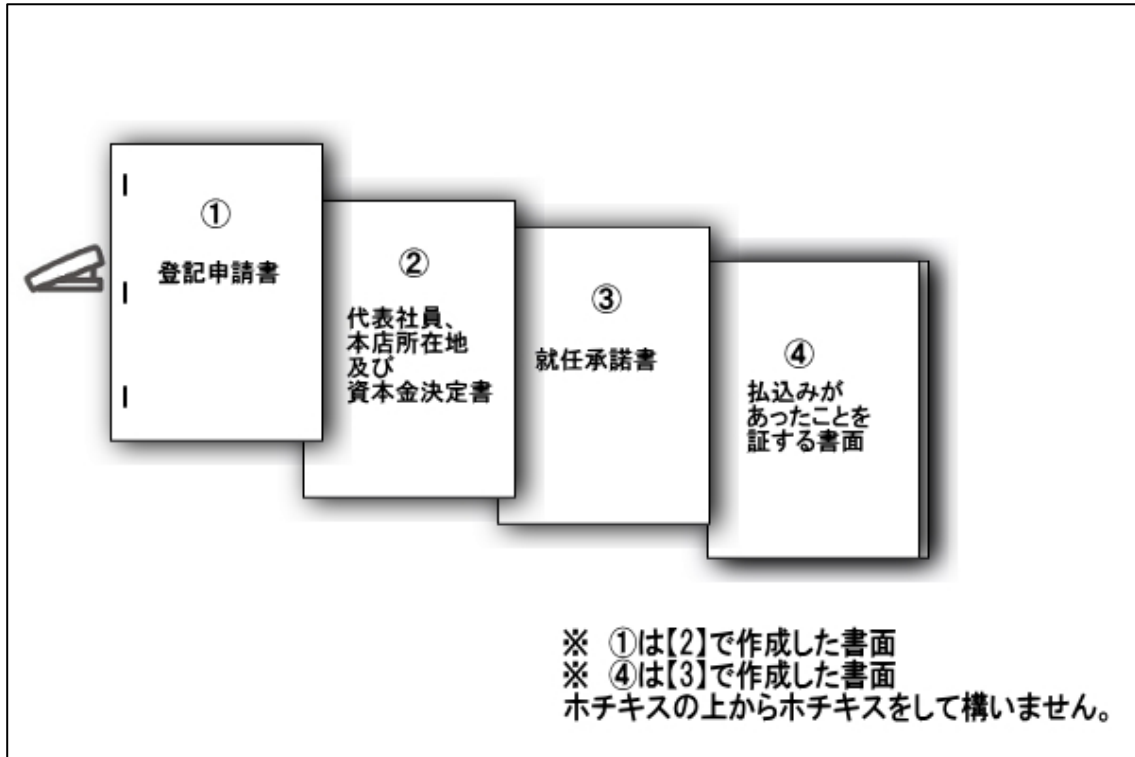 ①
登記申請書
②
代表社員、
本店所在地
及び
資本金決定書
③
就任承諾書
④
払込みが
あったことを
証する書面
※ ①は【2】で作成した書面
※ ④は【3】で作成した書面
ホチキスの上からホチキスをして構いません。